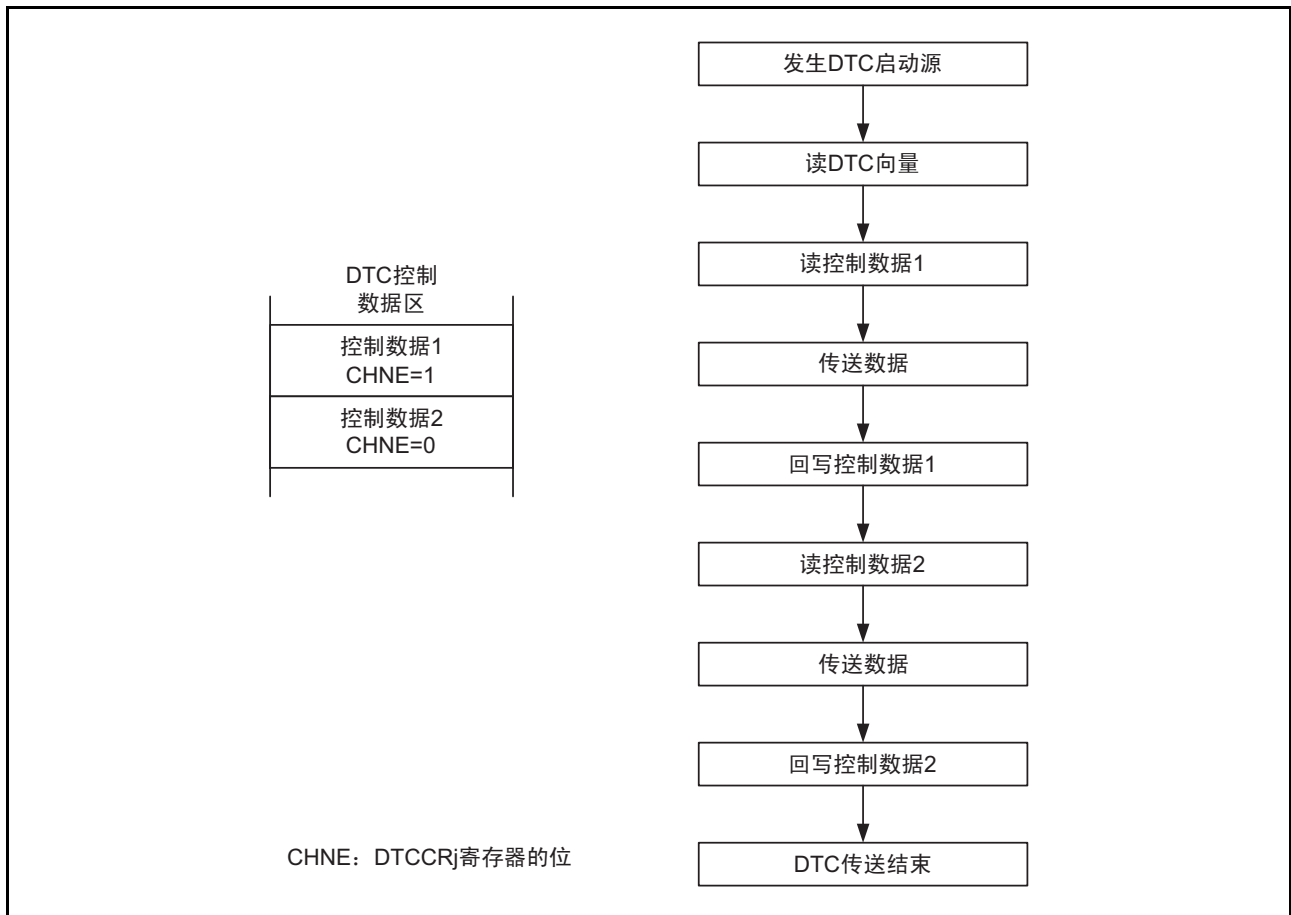 发生DTC启动源
读DTC向量
读控制数据1
传送数据
回写控制数据1
读控制数据2
传送数据
回写控制数据2
DTC传送结束
DTC控制
数据区
控制数据1
CHNE=1
控制数据2
CHNE=0
CHNE：DTCCRj寄存器的位